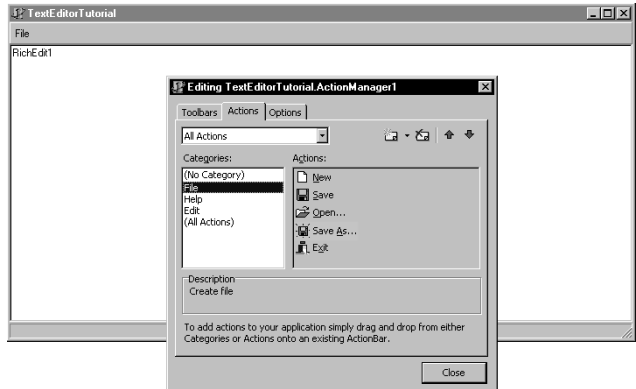 TextEditorTutorial
File
RichEdit1
Editing TextEditorTutorial.ActionManager1
Toolbars Actions Options
All Actions
Categories: Actions:
(No Category) New
File Save
Help Open...
Edit Save As...
(All Actions) Exit
Description
Create file
To add actions to your application simply drag and drop from either
Categories or Actions onto an existing ActionBar.
Close